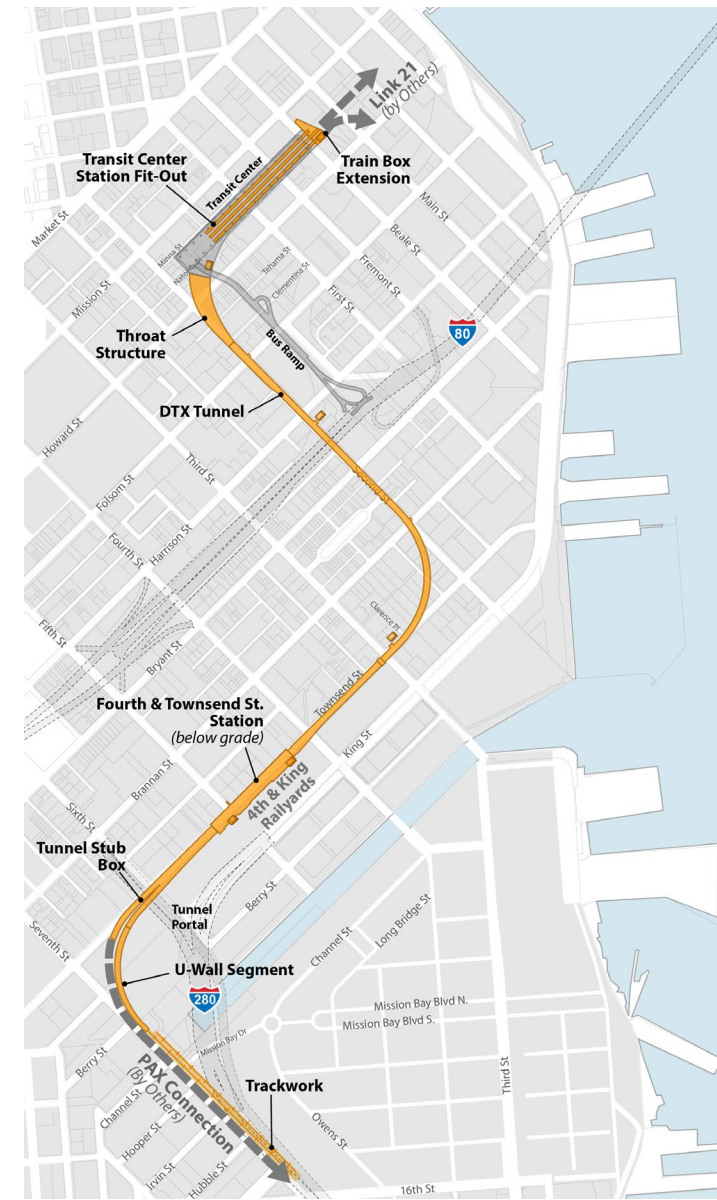 Link 21
(by Others)
Transit Center
Station Fit-Out
Transit Center
Train Box
Extension
Market St
Main St
Minna St
Beale St
Tehama St
Fremont St
Clementina St
Mission St
First St
Throat
Structure
Bus Ramp
80
DTX Tunnel
Howard St
Third St
Second St
Folsom St
Harrison St
Fourth St
Fifth St
Clarence Pl
Bryant St
Townsend St
Fourth & Townsend St.
Station
(below grade)
King St
Brannan St
4th & King
Railyards
Sixth St
Tunnel Stub
Box
Berry St
Tunnel
Portal
Long Bridge St
Channel St
Seventh St
U-Wall Segment
280
Mission Bay Blvd N.
Mission Bay Blvd S.
Mission Bay Dr
Third St
Berry St
PAX Connection
(By Others)
Trackwork
Channel St
Owens St
Hooper St
Irwin St
Hubble St
16th St